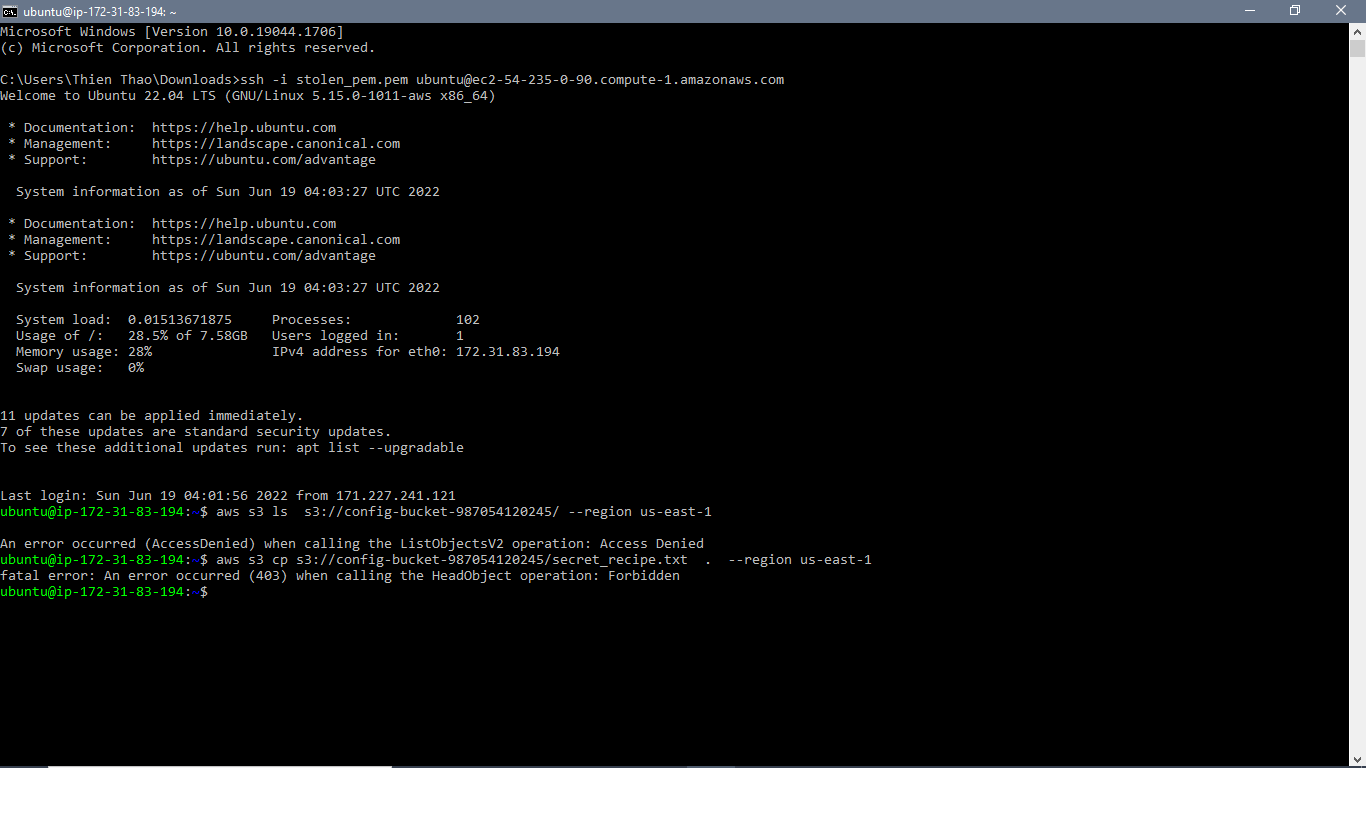 ubuntu@ip-172-31-83-194: ~
Microsoft Windows [Version 10.0.19044.1706]
(c) Microsoft Corporation. All rights reserved.
C:\Users\Thien Thao\Downloads>ssh -i stolen_pem.pem ubuntu@ec2-54-235-0-90.compute-1.amazonaws.com
Welcome to Ubuntu 22.04 LTS (GNU/Linux 5.15.0-1011-aws x86_64)
* Documentation:  https://help.ubuntu.com
* Management:     https://landscape.canonical.com
* Support:        https://ubuntu.com/advantage
System information as of Sun Jun 19 04:03:27 UTC 2022
* Documentation:  https://help.ubuntu.com
* Management:     https://landscape.canonical.com
* Support:        https://ubuntu.com/advantage
System information as of Sun Jun 19 04:03:27 UTC 2022
System load:  0.01513671875     Processes:             102
Usage of /:   28.5% of 7.58GB   Users logged in:       1
Memory usage: 28%               IPv4 address for eth0: 172.31.83.194
Swap usage:   0%
11 updates can be applied immediately.
7 of these updates are standard security updates.
To see these additional updates run: apt list --upgradable
Last login: Sun Jun 19 04:01:56 2022 from 171.227.241.121
ubuntu@ip-172-31-83-194:~$ aws s3 ls  s3://config-bucket-987054120245/ --region us-east-1
An error occurred (AccessDenied) when calling the ListObjectsV2 operation: Access Denied
ubuntu@ip-172-31-83-194:~$ aws s3 cp s3://config-bucket-987054120245/secret_recipe.txt  .  --region us-east-1
fatal error: An error occurred (403) when calling the HeadObject operation: Forbidden
ubuntu@ip-172-31-83-194:~$